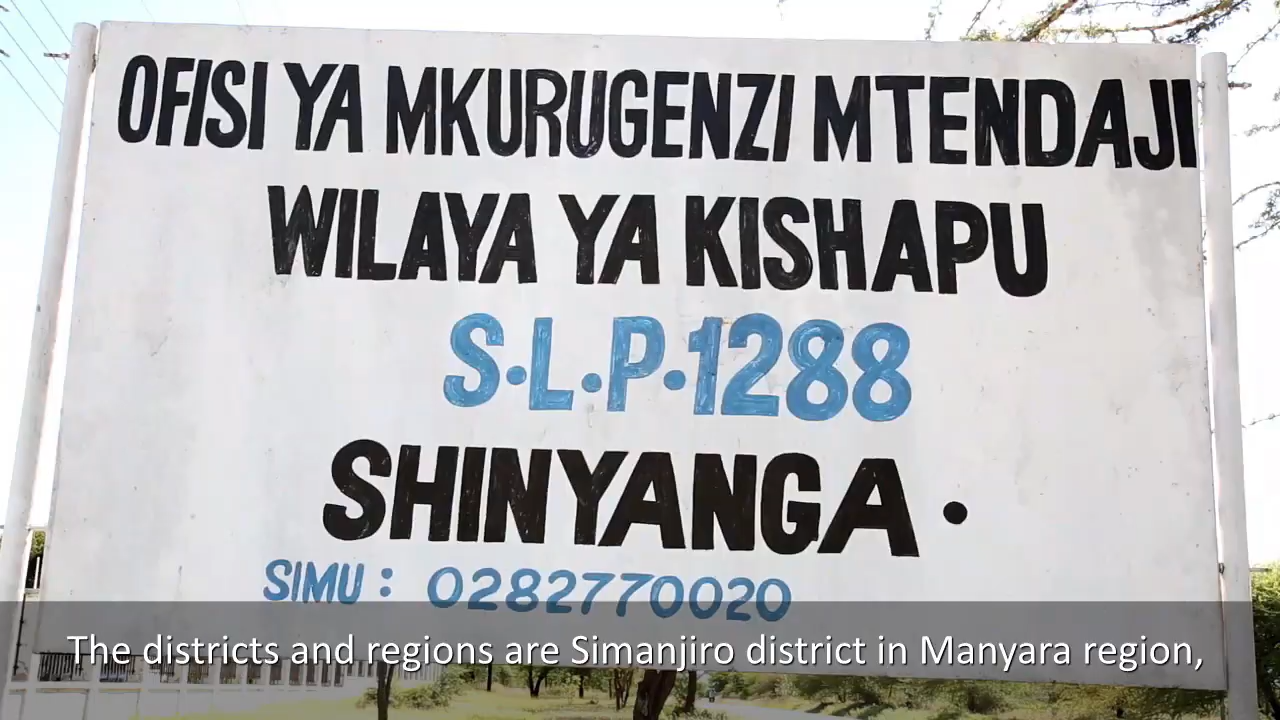 OFISI YA MKURUGENZI MTENDAJI
WILAYA YA KISHAPU
S.L.P.1288
SHINYANGA.
SIMU: 0282770020
The districts and regions are Simanjiro district in Manyara region,